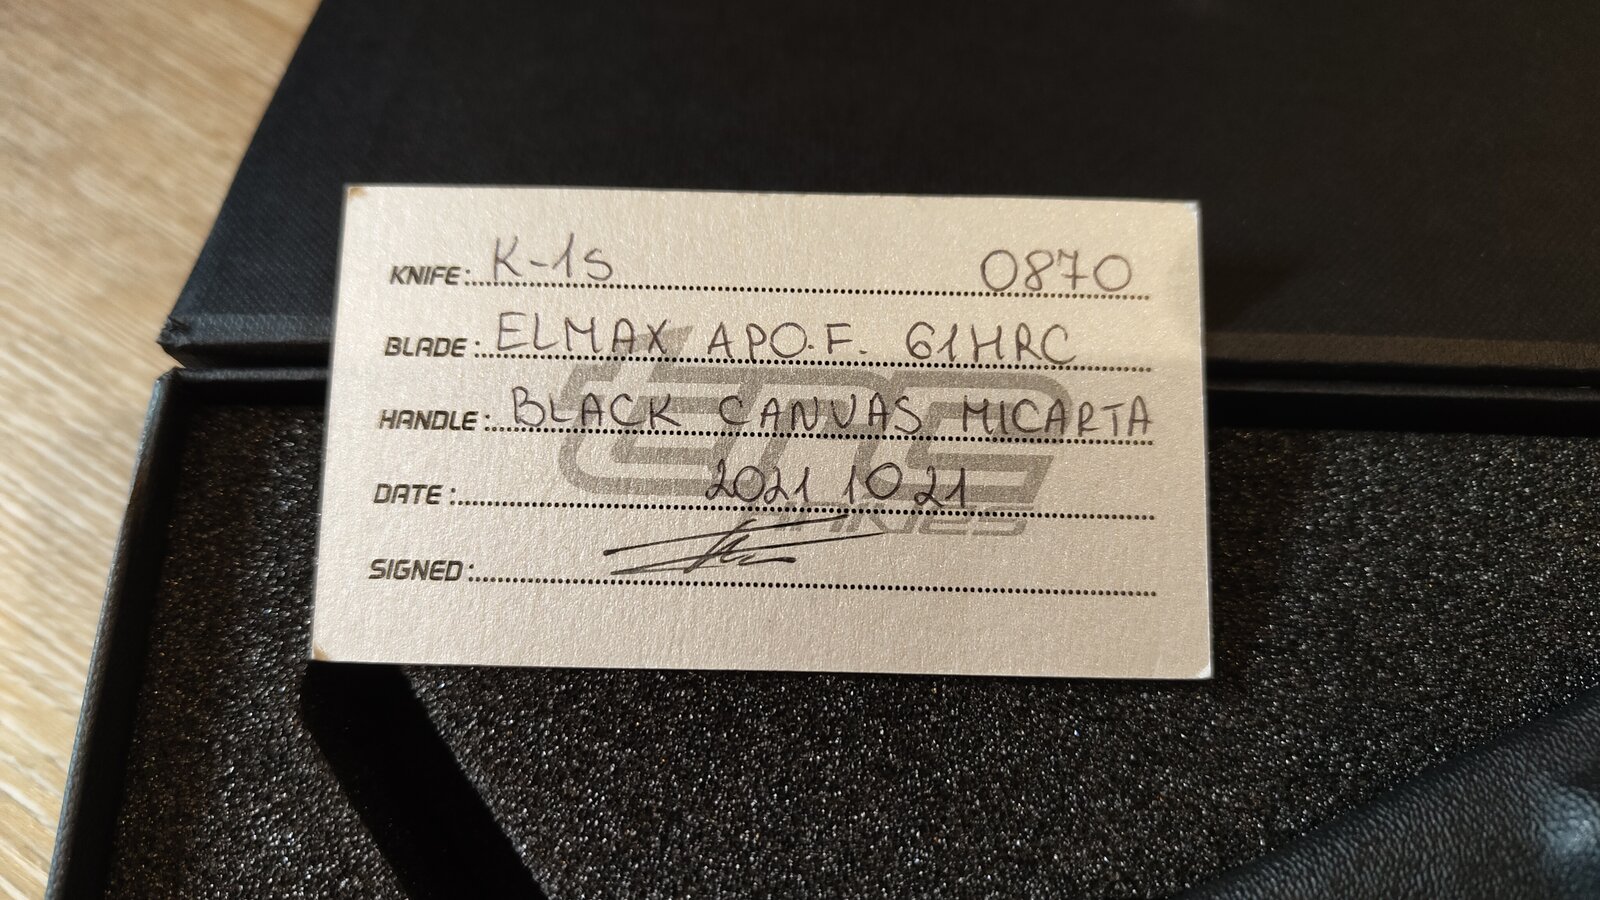 KNIFE: K-1S 0870
BLADE: ELMAX APO.F. 61HRC
HANDLE: BLACK CANVAS MICARTA
DATE: 2021 10 21
SIGNED: